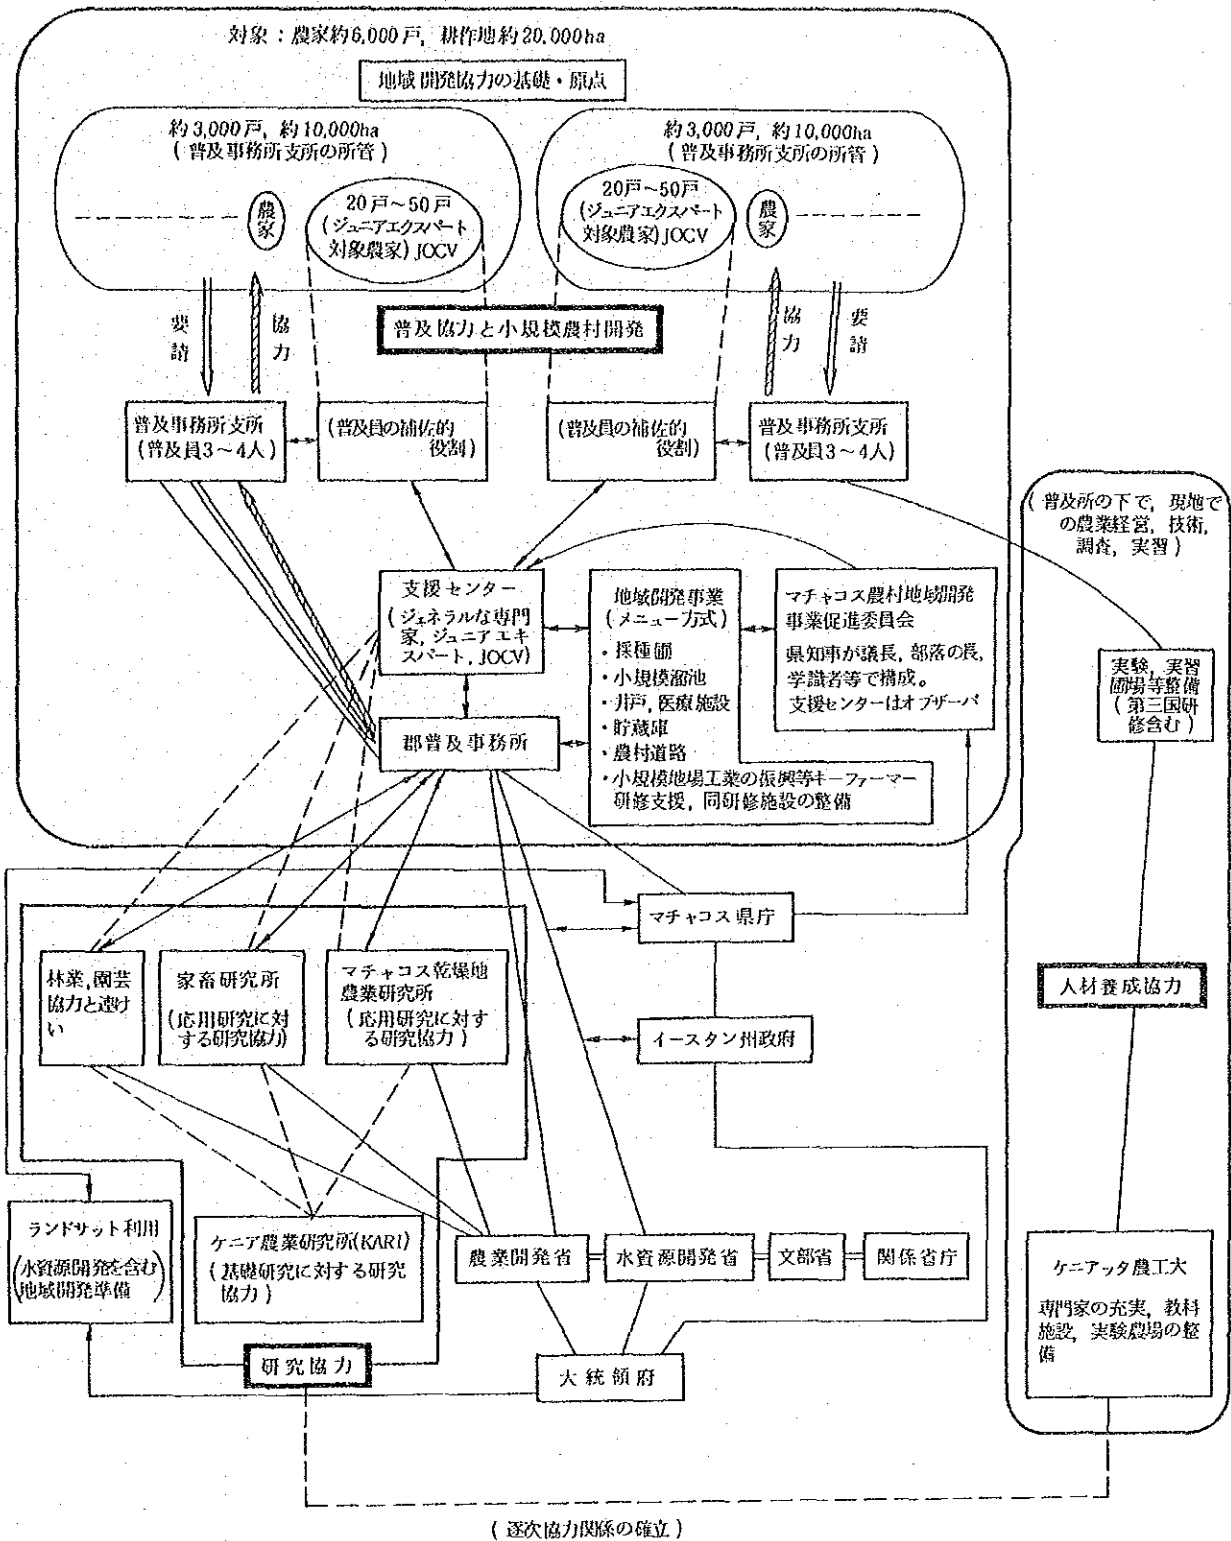 対象：農家約6,000戸，耕作地約20,000ha
地域開発協力の基礎・原点
約3,000戸，約10,000ha
(普及事務所支所の所管)
農家
20戸～50戸
(ジュニアエクスパート
対象農家)JOCV
約3,000戸，約10,000ha
(普及事務所支所の所管)
20戸～50戸
(ジュニアエクスパート
対象農家)JOCV
農家
要請
協力
普及協力と小規模農村開発
協力
要請
普及事務所支所
(普及員3～4人)
(普及員の補佐的
役割)
(普及員の補佐的
役割)
普及事務所支所
(普及員3～4人)
(普及所の下で，現地で
の農業経営，技術，
調査，実習)
支援センター
(ジェネラルな専門
家，ジュニアエキ
スパート，JOCV)
地域開発事業
(メニュー方式)
・採種圃
・小規模溜池
・井戸，医療施設
・貯蔵庫
・農村道路
・小規模地場工業の振興等キーファーマー
研修支援，同研修施設の整備
マチャコス農村地域開発
事業促進委員会
県知事が議長，部落の長，
学識者等で構成。
支援センターはオブザーバ
実験，実習
圃場等整備
(第三国研
修含む)
郡普及事務所
マチャコス県庁
林業，園芸
協力と連けい
家畜研究所
(応用研究に対
する研究協力)
マチャコス乾燥地
農業研究所
(応用研究に対す
る研究協力)
人材養成協力
イースタン州政府
ランドサット利用
(水資源開発を含む
地域開発準備)
ケニア農業研究所(KARI)
(基礎研究に対する研究
協力)
農業開発省
水資源開発省
文部省
関係省庁
ケニアッタ農工大
専門家の充実，教科
施設，実験農場の整
備
研究協力
大統領府
(逐次協力関係の確立)